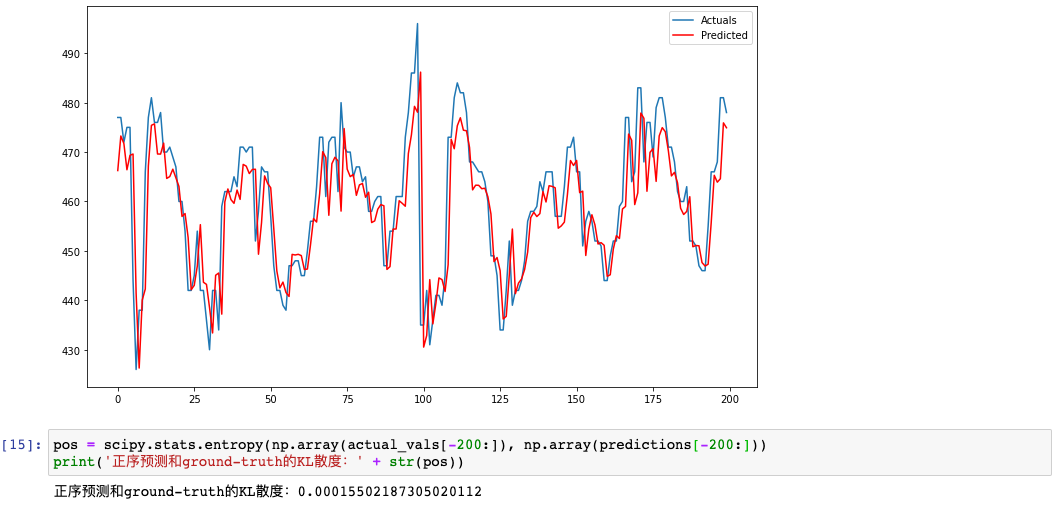 Actuals
Predicted
490
480
470
460
450
440
430
0 25 50 75 100 125 150 175 200
[15]: pos = scipy.stats.entropy(np.array(actual_vals[-200:]), np.array(predictions[-200:]))
print('正序预测和ground-truth的KL散度：' + str(pos))
正序预测和ground-truth的KL散度：0.00015502187305020112